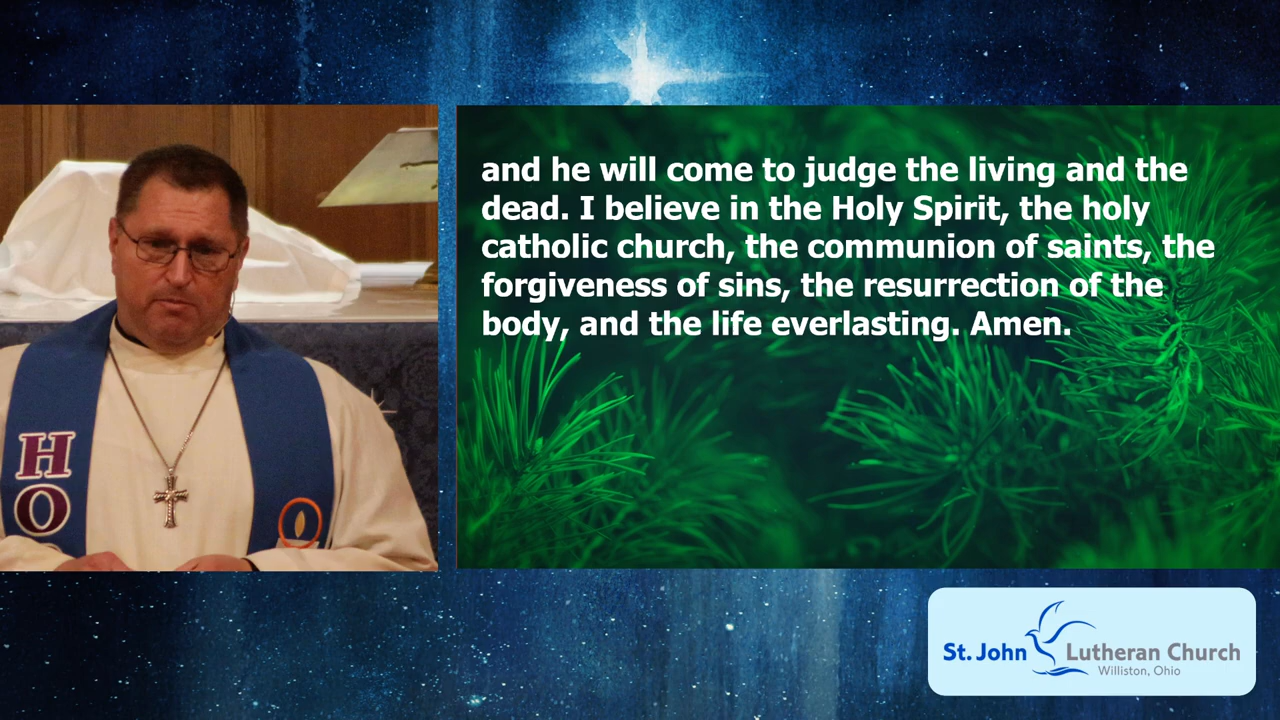 and he will come to judge the living and the
dead. I believe in the Holy Spirit, the holy
catholic church, the communion of saints, the
forgiveness of sins, the resurrection of the
body, and the life everlasting. Amen.
HO
St. John Lutheran Church
Williston, Ohio